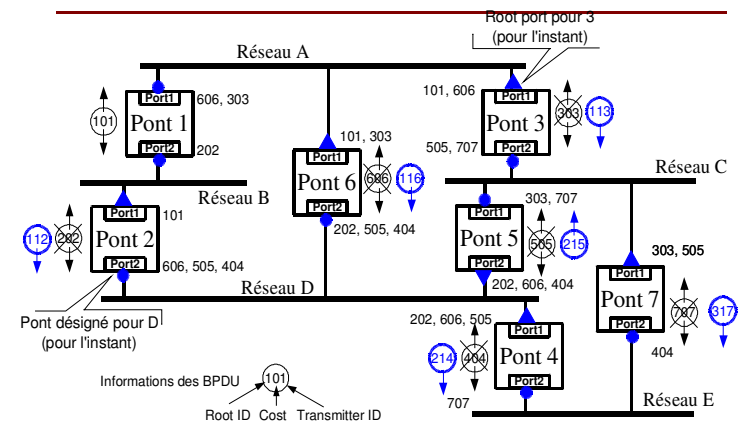 Root port pour 3
(pour l'instant)
Réseau A
Port1
606, 303
101
Pont 1
Port2
202
101, 606
Port1
303
113
Pont 3
505, 707
Port2
101, 303
Port1
606
116
Pont 6
Port2
202, 505, 404
Réseau B
Réseau C
Port1
101
112
202
Pont 2
Port2
606, 505, 404
Port1
303, 707
Pont 5
505
215
Port2
202, 606, 404
303, 505
Port1
Pont 7
707
317
Port2
404
Réseau D
Pont désigné pour D
(pour l'instant)
202, 606, 505
Port1
214
404
Pont 4
Port2
707
Réseau E
Informations des BPDU
101
Root ID Cost Transmitter ID